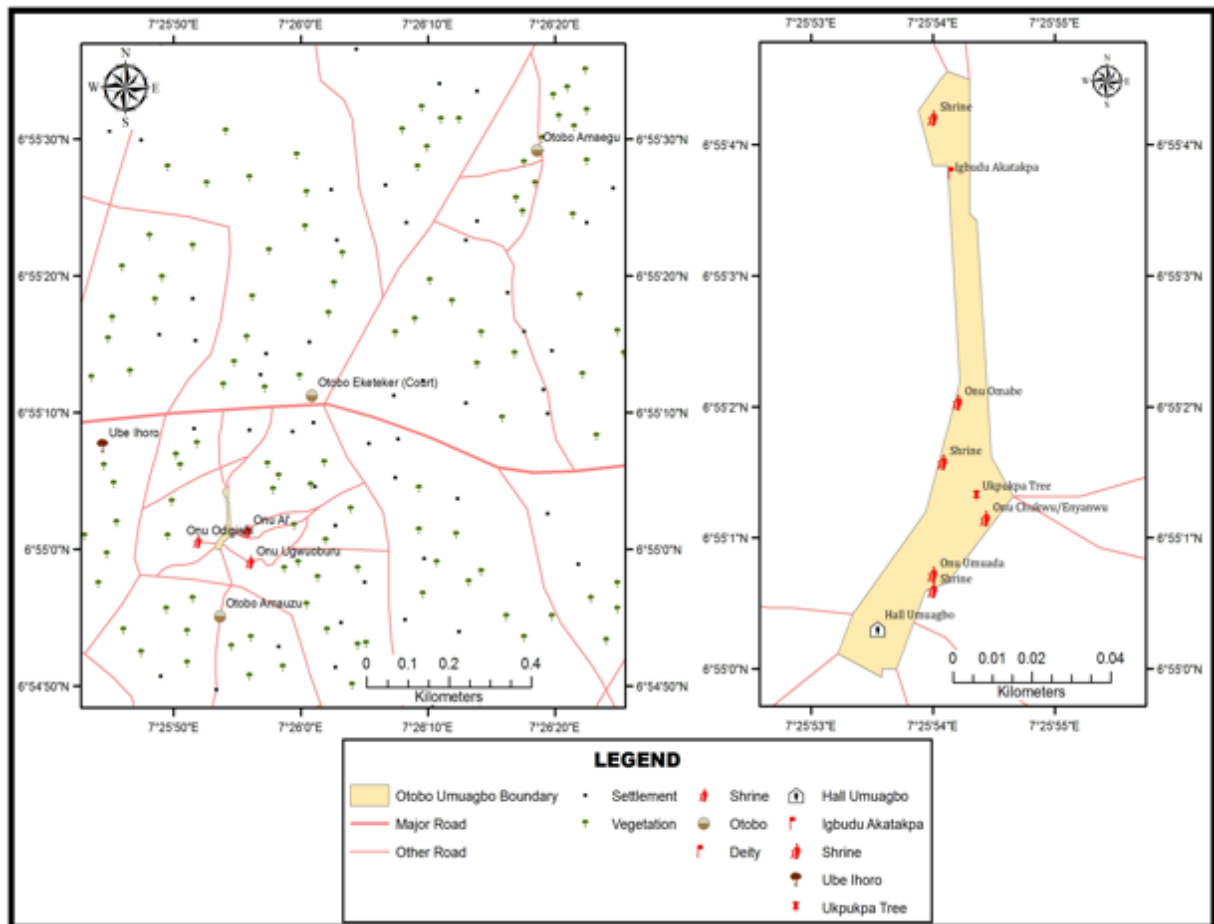 7°25'50"E 7°26'0"E 7°26'10"E 7°26'20"E
N
W E
S
6°55'30"N 6°55'30"N
Otobo Amaegu
6°55'20"N 6°55'20"N
Otobo Eketeker (Court)
6°55'10"N 6°55'10"N
Ube Ihoro
Onu Al'
6°55'0"N 6°55'0"N
Onu Ugwuoburu
Otobo Amauzu
0 0.1 0.2 0.4
Kilometers
6°54'50"N 6°54'50"N
7°25'50"E 7°26'0"E 7°26'10"E 7°26'20"E
7°25'53"E 7°25'54"E 7°25'55"E
N
W E
S
Shrine
6°55'4"N 6°55'4"N
Igbudu Akatakpa
6°55'3"N 6°55'3"N
Onu Omabe
6°55'2"N 6°55'2"N
Shrine
Ukpukpa Tree
Onu Chukwu/Enyanwu
6°55'1"N 6°55'1"N
Onu Umuada
Shrine
Hall Umuagbo
0 0.01 0.02 0.04
Kilometers
6°55'0"N 6°55'0"N
7°25'53"E 7°25'54"E 7°25'55"E
LEGEND
Otobo Umuagbo Boundary
Major Road
Other Road
Settlement
Vegetation
Shrine
Otobo
Deity
Hall Umuagbo
Igbudu Akatakpa
Shrine
Ube Ihoro
Ukpukpa Tree